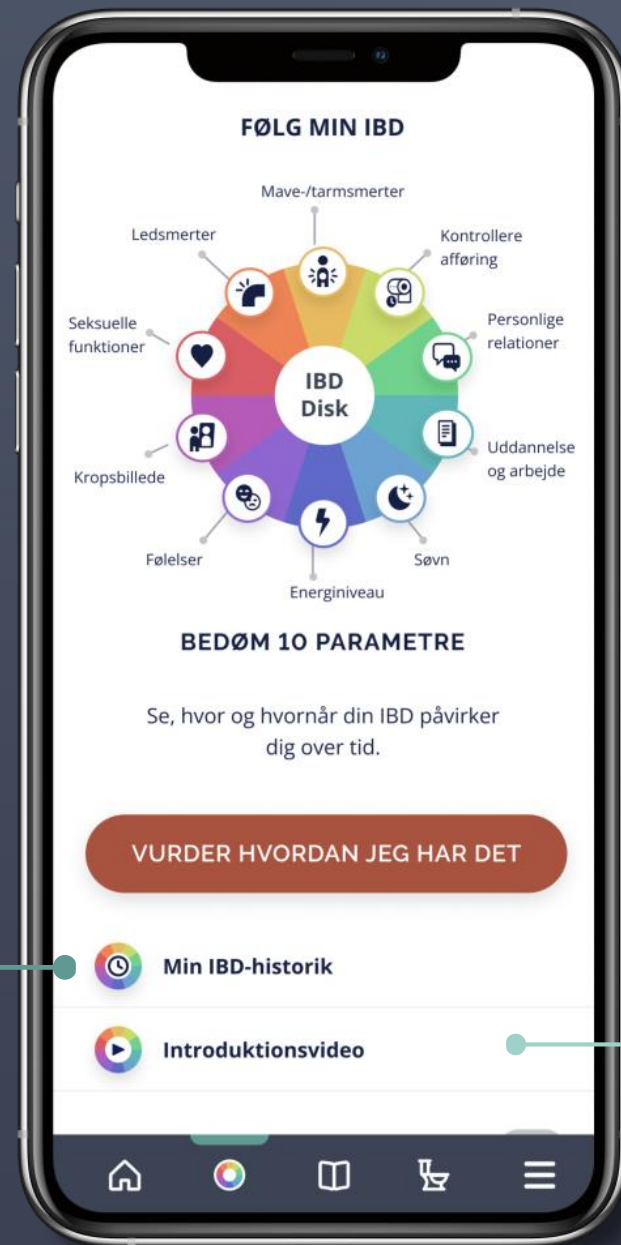 FØLG MIN IBD
Mave-/tarmsmerter
Ledsmerter
Kontrollere
afføring
Seksuelle
funktioner
Personlige
relationer
IBD
Disk
Kropsbillede
Uddannelse
og arbejde
Følelser
Søvn
Energiniveau
BEDØM 10 PARAMETRE
Se, hvor og hvornår din IBD påvirker
dig over tid.
VURDER HVORDAN JEG HAR DET
Min IBD-historik
Introduktionsvideo